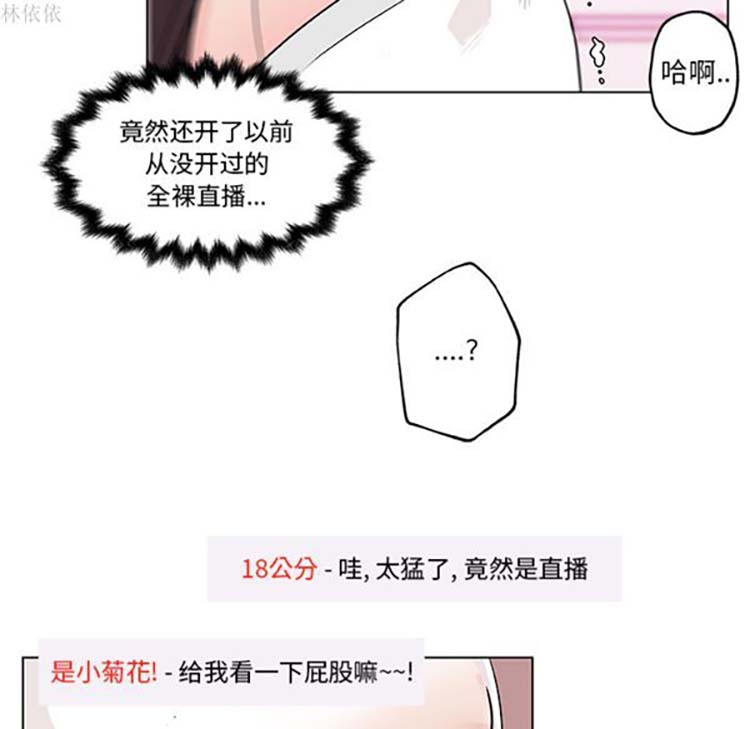 林依依
哈啊..
竟然还开了以前
从没开过的
全裸直播...
....?
18公分 - 哇, 太猛了, 竟然是直播
是小菊花! - 给我看一下屁股嘛~~!